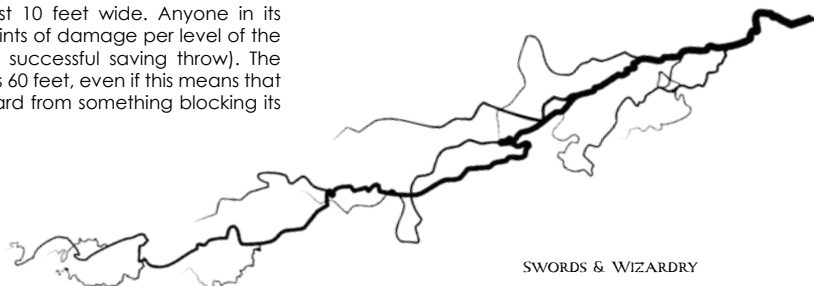 st 10 feet wide. Anyone in its
ints of damage per level of the
successful saving throw). The
s 60 feet, even if this means that
ard from something blocking its
SWORDS & WIZARDRY